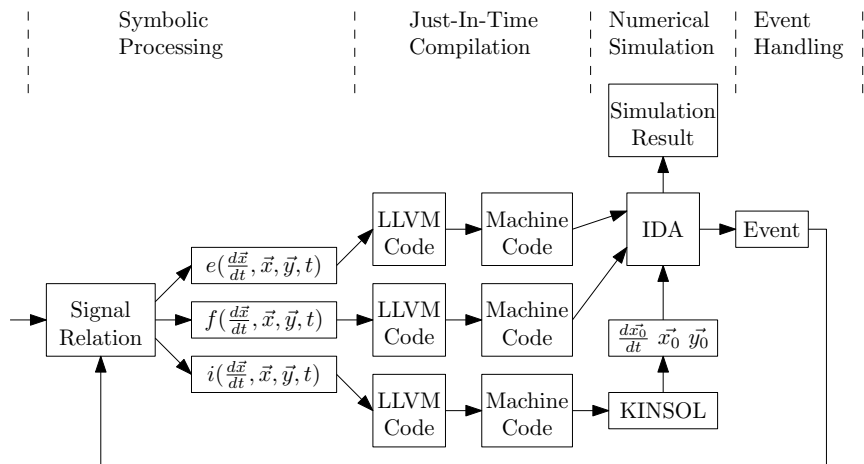 Symbolic
Processing
Just-In-Time
Compilation
Numerical
Simulation
Event
Handling
Simulation
Result
LLVM
Code
Machine
Code
IDA
Event
e(dx⃗/dt, x⃗, y⃗, t)
Signal
Relation
f(dx⃗/dt, x⃗, y⃗, t)
LLVM
Code
Machine
Code
dx⃗₀/dt x⃗₀ y⃗₀
i(dx⃗/dt, x⃗, y⃗, t)
LLVM
Code
Machine
Code
KINSOL